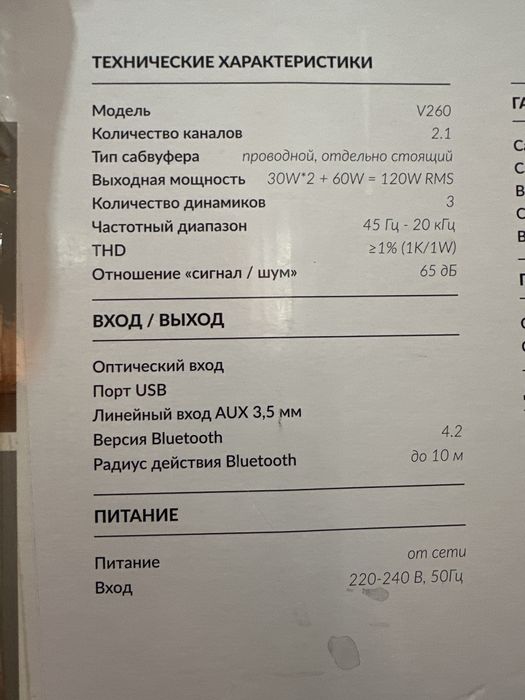 ТЕХНИЧЕСКИЕ ХАРАКТЕРИСТИКИ
Модель V260
Количество каналов 2.1
Тип сабвуфера проводной, отдельно стоящий
Выходная мощность 30W*2 + 60W = 120W RMS
Количество динамиков 3
Частотный диапазон 45 Гц - 20 кГц
THD ≥1% (1K/1W)
Отношение «сигнал / шум» 65 дБ
ВХОД / ВЫХОД
Оптический вход
Порт USB
Линейный вход AUX 3,5 мм
Версия Bluetooth 4.2
Радиус действия Bluetooth до 10 м
ПИТАНИЕ
Питание от сети
Вход 220-240 В, 50Гц